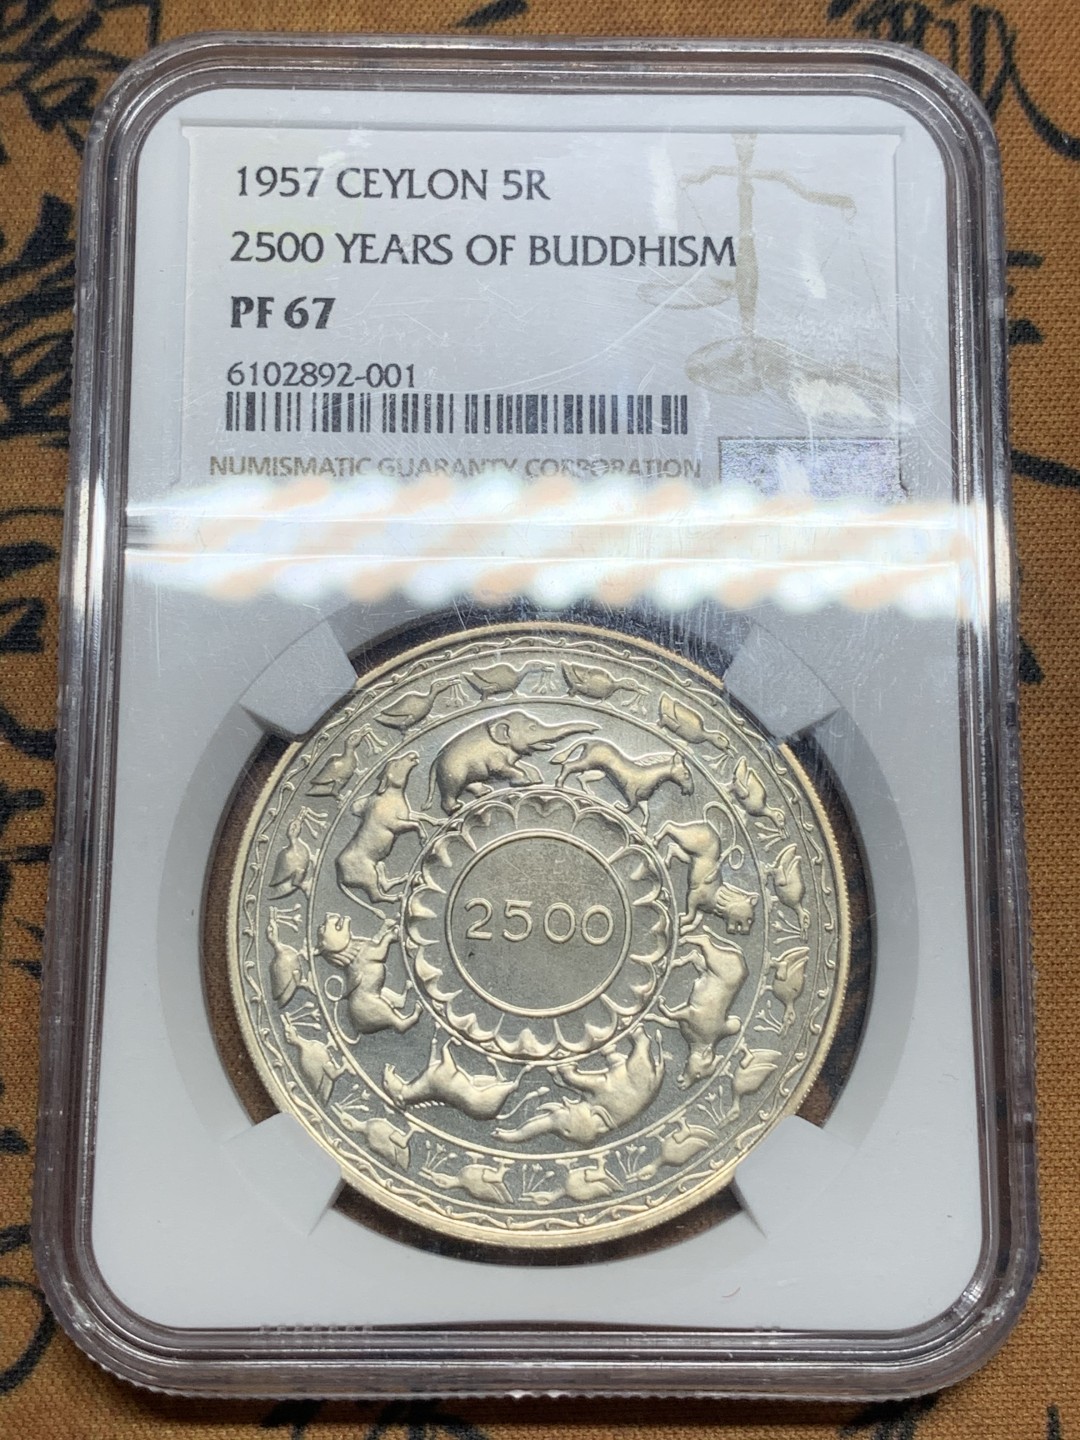 1957 CEYLON 5R
2500 YEARS OF BUDDHISM
PF 67
6102892-001
NUMISMATIC GUARANTY CORPORATION
2500